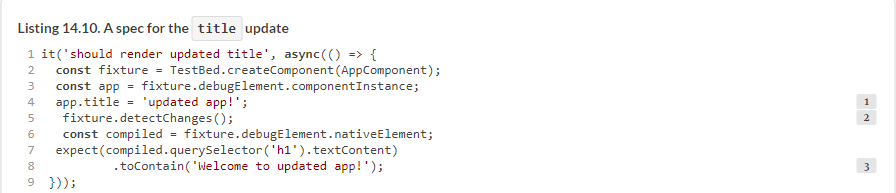 Listing 14.10. A spec for the title update
1 it('should render updated title', async(() => {
2   const fixture = TestBed.createComponent(AppComponent);
3   const app = fixture.debugElement.componentInstance;
4   app.title = 'updated app!'; 1
5    fixture.detectChanges(); 2
6    const compiled = fixture.debugElement.nativeElement;
7   expect(compiled.querySelector('h1').textContent)
8           .toContain('Welcome to updated app!'); 3
9  }));